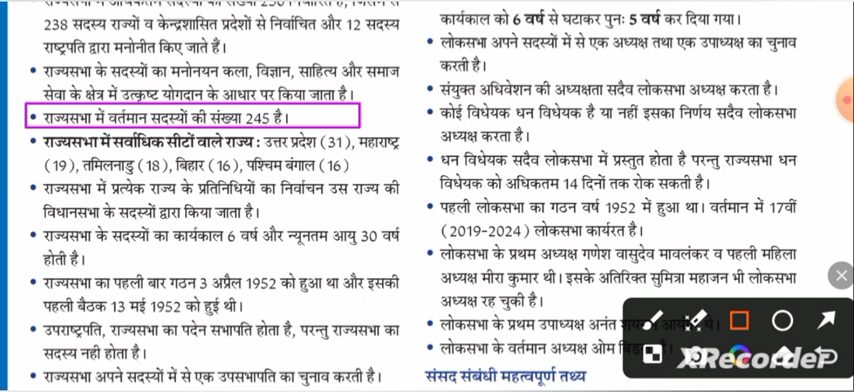 238 सदस्य राज्यों व केन्द्रशासित प्रदेशों से निर्वाचित और 12 सदस्य
राष्ट्रपति द्वारा मनोनीत किए जाते हैं।
• राज्यसभा के सदस्यों का मनोनयन कला, विज्ञान, साहित्य और समाज
सेवा के क्षेत्र में उत्कृष्ट योगदान के आधार पर किया जाता है।
• राज्यसभा में वर्तमान सदस्यों की संख्या 245 है।
• राज्यसभा में सर्वाधिक सीटों वाले राज्य : उत्तर प्रदेश (31), महाराष्ट्र
(19), तमिलनाडु (18), बिहार (16), पश्चिम बंगाल (16)
• राज्यसभा में प्रत्येक राज्य के प्रतिनिधियों का निर्वाचन उस राज्य की
विधानसभा के सदस्यों द्वारा किया जाता है।
• राज्यसभा के सदस्यों का कार्यकाल 6 वर्ष और न्यूनतम आयु 30 वर्ष
होती है।
• राज्यसभा का पहली बार गठन 3 अप्रैल 1952 को हुआ था और इसकी
पहली बैठक 13 मई 1952 को हुई थी।
• उपराष्ट्रपति, राज्यसभा का पदेन सभापति होता है, परन्तु राज्यसभा का
सदस्य नही होता है।
• राज्यसभा अपने सदस्यों में से एक उपसभापति का चुनाव करती है।
कार्यकाल को 6 वर्ष से घटाकर पुनः 5 वर्ष कर दिया गया।
• लोकसभा अपने सदस्यों में से एक अध्यक्ष तथा एक उपाध्यक्ष का चुनाव
करती है।
• संयुक्त अधिवेशन की अध्यक्षता सदैव लोकसभा अध्यक्ष करता है।
• कोई विधेयक धन विधेयक है या नहीं इसका निर्णय सदैव लोकसभा
अध्यक्ष करता है।
• धन विधेयक सदैव लोकसभा में प्रस्तुत होता है परन्तु राज्यसभा धन
विधेयक को अधिकतम 14 दिनों तक रोक सकती है।
• पहली लोकसभा का गठन वर्ष 1952 में हुआ था। वर्तमान में 17वीं
(2019-2024) लोकसभा कार्यरत है।
• लोकसभा के प्रथम अध्यक्ष गणेश वासुदेव मावलंकर व पहली महिला
अध्यक्ष मीरा कुमार थी। इसके अतिरिक्त सुमित्रा महाजन भी लोकसभा
अध्यक्ष रह चुकी है।
• लोकसभा के प्रथम उपाध्यक्ष अनंत
• लोकसभा के वर्तमान अध्यक्ष ओम
संसद संबंधी महत्वपूर्ण तथ्य
XRecorder